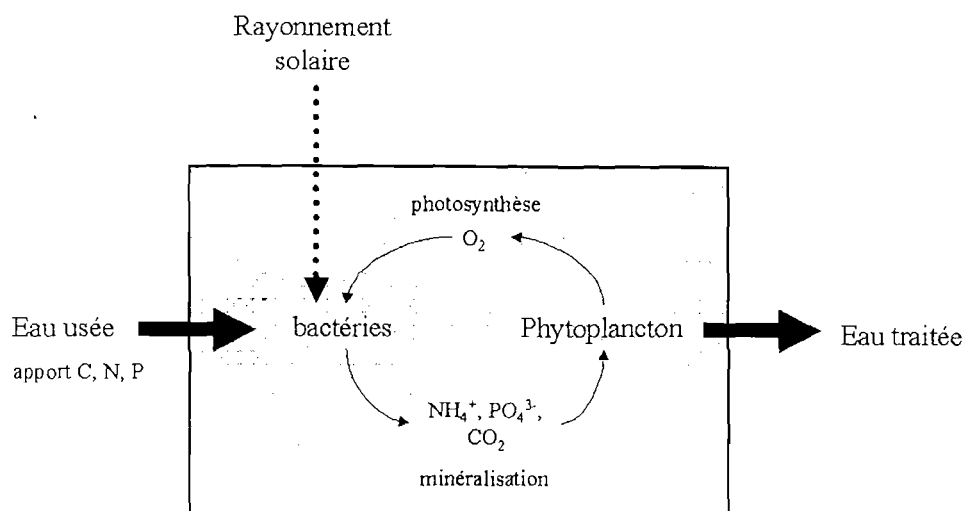 Rayonnement
solaire
photosynthèse
O₂
Eau usée
bactéries
Phytoplancton
Eau traitée
apport C, N, P
NH₄⁺, PO₄³⁻,
CO₂
minéralisation